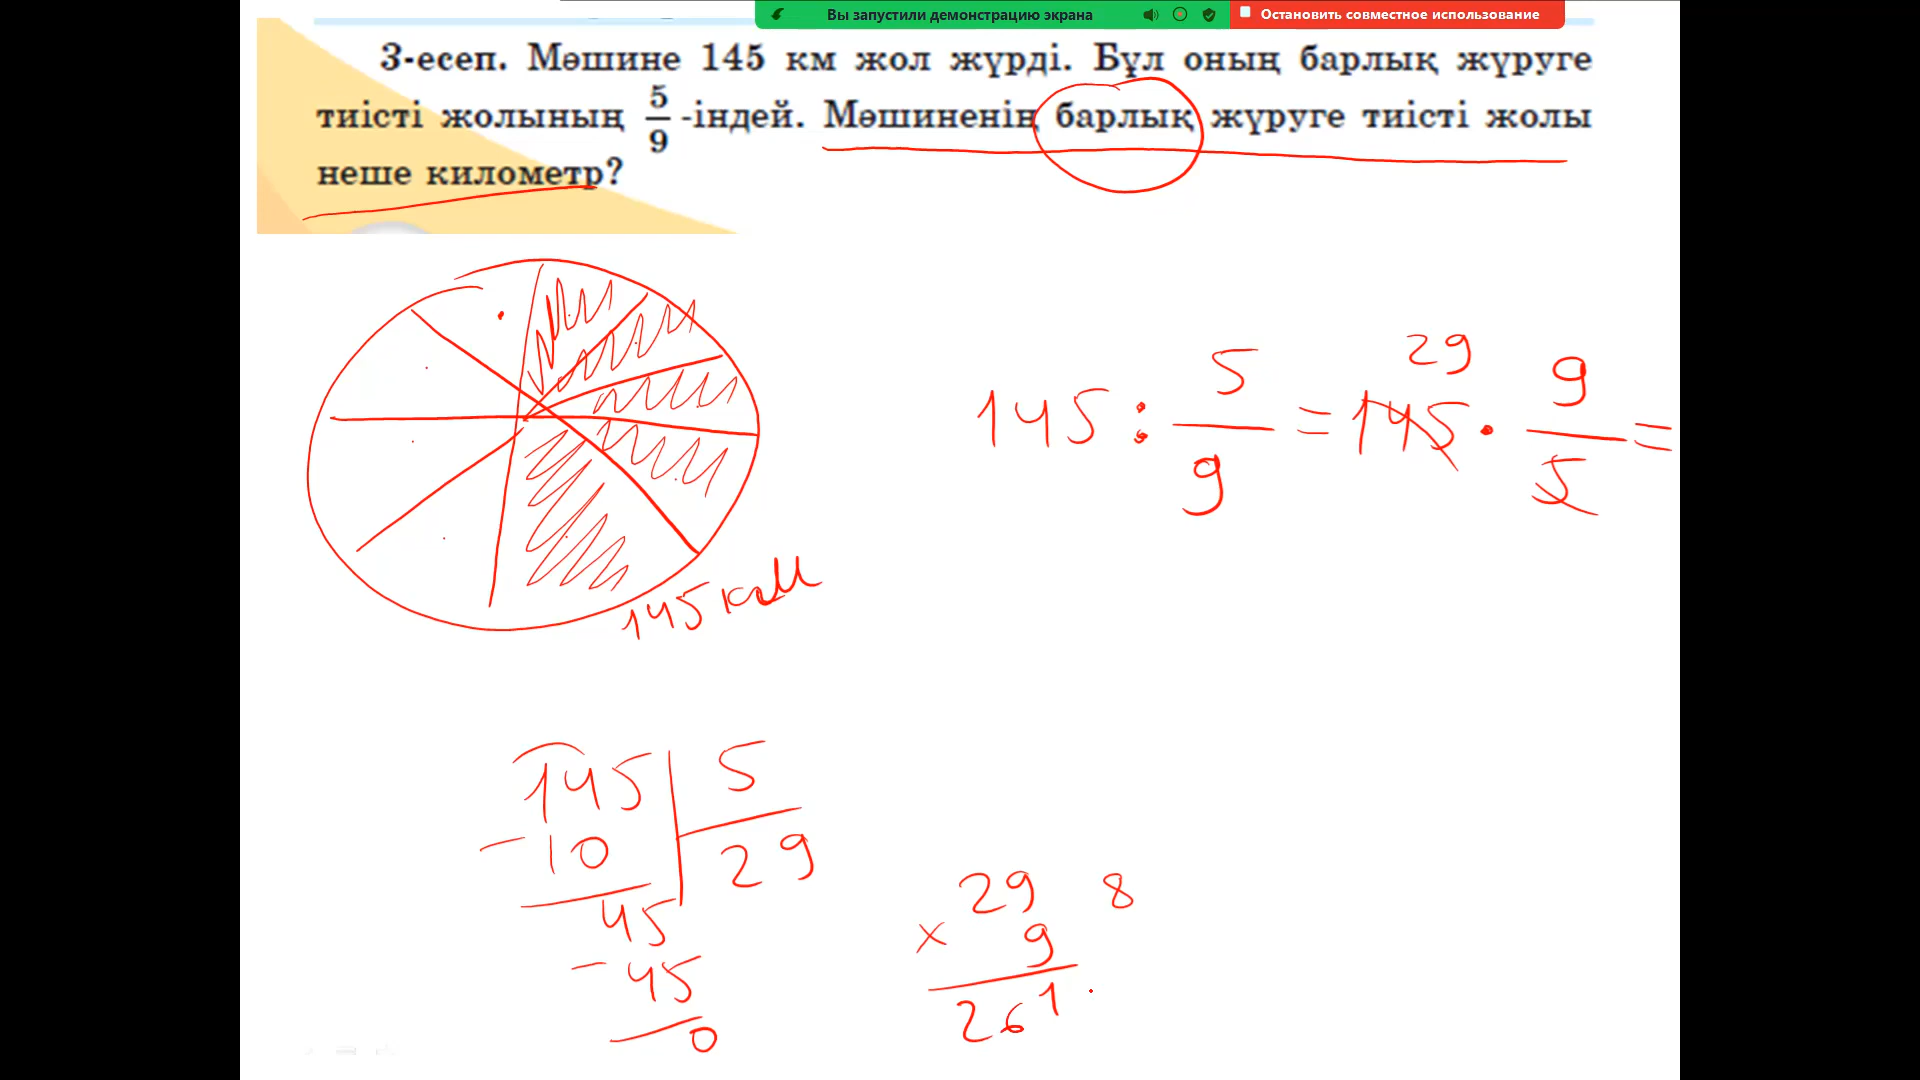 Вы запустили демонстрацию экрана
Остановить совместное использование
3-есеп. Мәшине 145 км жол жүрді. Бұл оның барлық жүруге
тиісті жолының 5/9 -індей. Мәшиненің барлық жүруге тиісті жолы
неше километр?
29
145 : 5/9 = 145 · 9/5 =
145 км
145 | 5
- 10 | 29
45
- 45
0
29 8
× 9
261